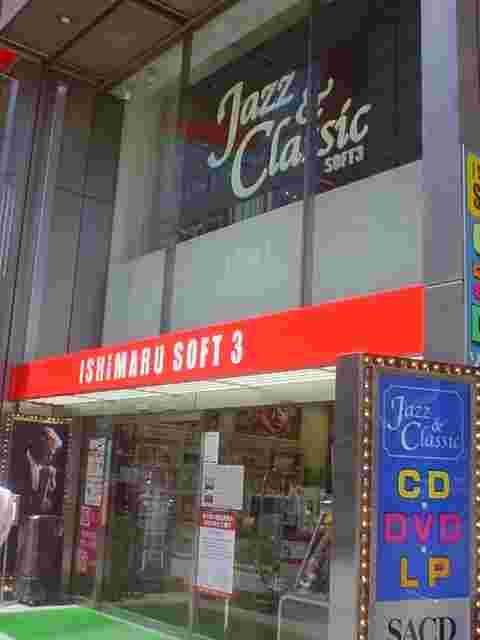 Jazz
&
Classic
SOFT3
ISHiMARU SOFT 3
Jazz
&
Classic
CD
DVD
LP
SACD